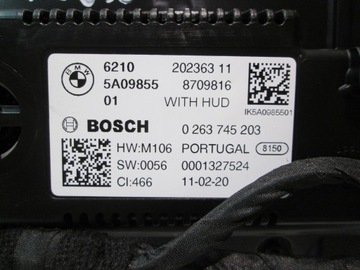 BMW
6210 202363 11
5A09855 8709816
01 WITH HUD
IK5A0985501
BOSCH 0 263 745 203
HW:M106 PORTUGAL 8150
SW:0056 0001327524
CI:466 11-02-20